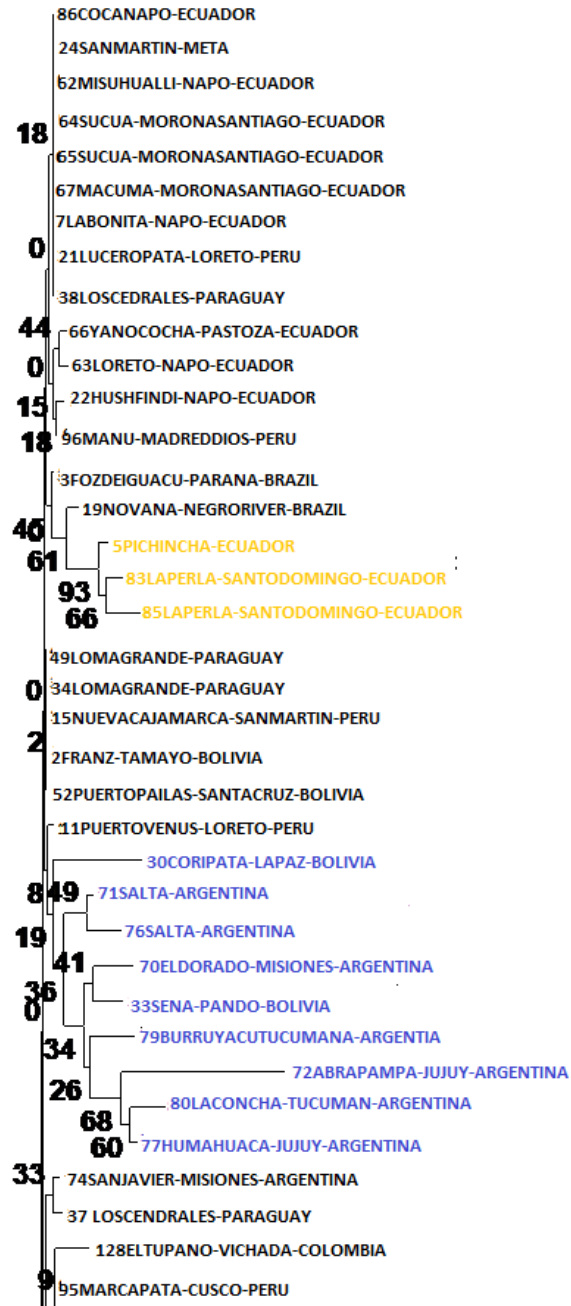 86COCANAPO-ECUADOR
24SANMARTIN-META
62MISUHUALLI-NAPO-ECUADOR
64SUCUA-MORONASANTIAGO-ECUADOR
18
65SUCUA-MORONASANTIAGO-ECUADOR
67MACUMA-MORONASANTIAGO-ECUADOR
7LABONITA-NAPO-ECUADOR
0
21LUCEROPATA-LORETO-PERU
38LOSCEDRALES-PARAGUAY
44
66YANOCOCHA-PASTOZA-ECUADOR
0
63LORETO-NAPO-ECUADOR
15
22HUSHFINDI-NAPO-ECUADOR
18
96MANU-MADREDDIOS-PERU
3FOZDEIGUACU-PARANA-BRAZIL
19NOVANA-NEGRORIVER-BRAZIL
5PICHINCHA-ECUADOR
61
83LAPERLA-SANTODOMINGO-ECUADOR
93
85LAPERLA-SANTODOMINGO-ECUADOR
66
49LOMAGRANDE-PARAGUAY
0
34LOMAGRANDE-PARAGUAY
15NUEVACAJAMARCA-SANMARTIN-PERU
2
2FRANZ-TAMAYO-BOLIVIA
52PUERTOPAILAS-SANTACRUZ-BOLIVIA
11PUERTOVENUS-LORETO-PERU
30CORIPATA-LAPAZ-BOLIVIA
8 49
71SALTA-ARGENTINA
19
76SALTA-ARGENTINA
41
70ELDORADO-MISIONES-ARGENTINA
36
0
33SENA-PANDO-BOLIVIA
79BURRUYACUTUCUMANA-ARGENTIA
34
72ABRAPAMPA-JUJUY-ARGENTINA
26
80LACONCHA-TUCUMAN-ARGENTINA
68
77HUMAHUACA-JUJUY-ARGENTINA
60
33
74SANJAVIER-MISIONES-ARGENTINA
37 LOSCENDRALES-PARAGUAY
128ELTUPANO-VICHADA-COLOMBIA
9
95MARCAPATA-CUSCO-PERU